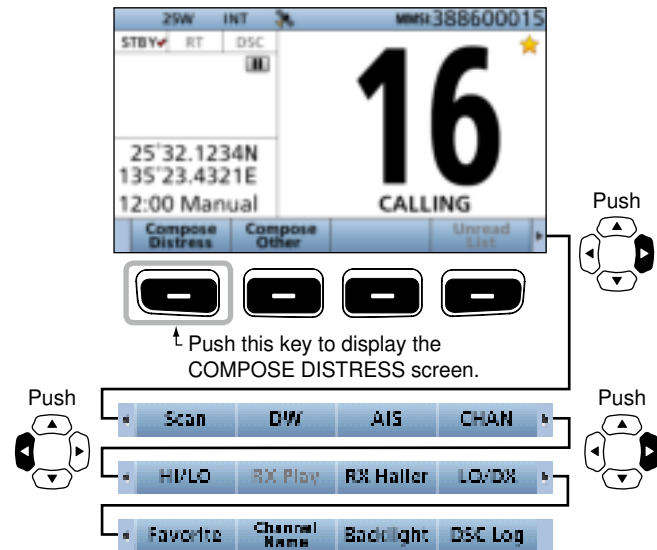 25W INT MMSI:388600015
STBY RT DSC
16
25°32.1234N
135°23.4321E
12:00 Manual
CALLING
Compose Distress
Compose Other
Unread List
Push
Push this key to display the
COMPOSE DISTRESS screen.
Push
Push
Scan DW AIS CHAN
HI/LO RX Play RX Hailer LO/DX
Favorite Channel Name Backlight DSC Log